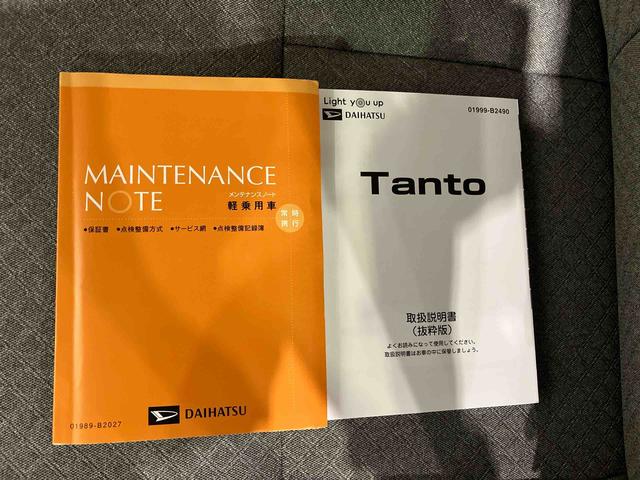 MAINTENANCE
NOTE
メンテナンスノート
軽乗用車
常時
携行
●保証書 ●点検整備方式 ●サービス網 ●点検整備記録簿
01989-B2027
DAIHATSU
Light you up
DAIHATSU
01999-B2490
Tanto
取扱説明書
(抜粋版)
よくお読みになって使用してください。
取扱説明書はお車の中に保管しましょう。